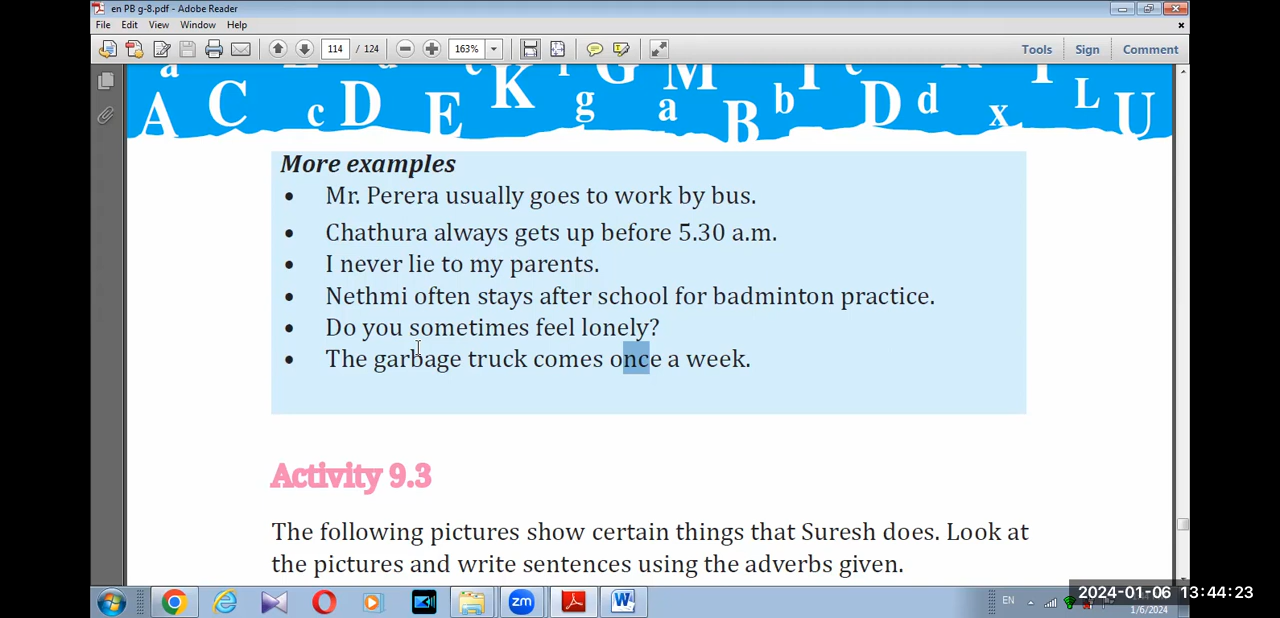 en PB g-8.pdf - Adobe Reader
File Edit View Window Help
114 / 124 163% Tools Sign Comment
a G M
A C c D E K g a B b D d x L U
More examples
• Mr. Perera usually goes to work by bus.
• Chathura always gets up before 5.30 a.m.
• I never lie to my parents.
• Nethmi often stays after school for badminton practice.
• Do you sometimes feel lonely?
• The garbage truck comes once a week.
Activity 9.3
The following pictures show certain things that Suresh does. Look at
the pictures and write sentences using the adverbs given.
zm W EN
2024-01-06 13:44:23
1/6/2024